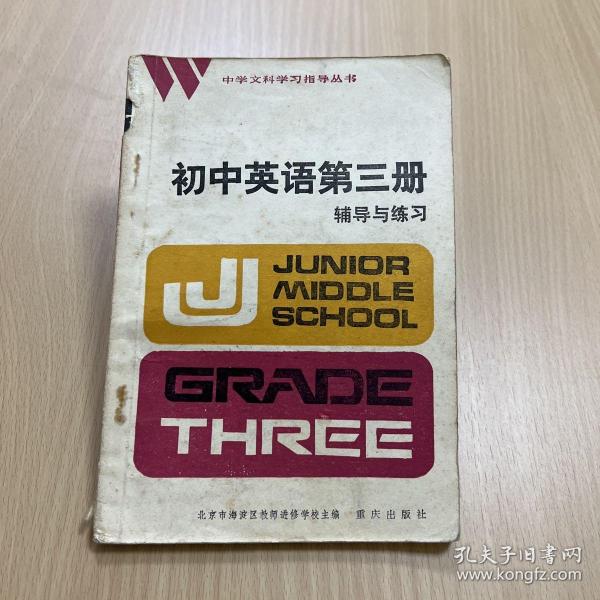 中学文科学习指导丛书
初中英语第三册
辅导与练习
JUNIOR
MIDDLE
SCHOOL
GRADE
THREE
北京市海淀区教师进修学校主编 重庆出版社
孔夫子旧书网
www.kongfz.com